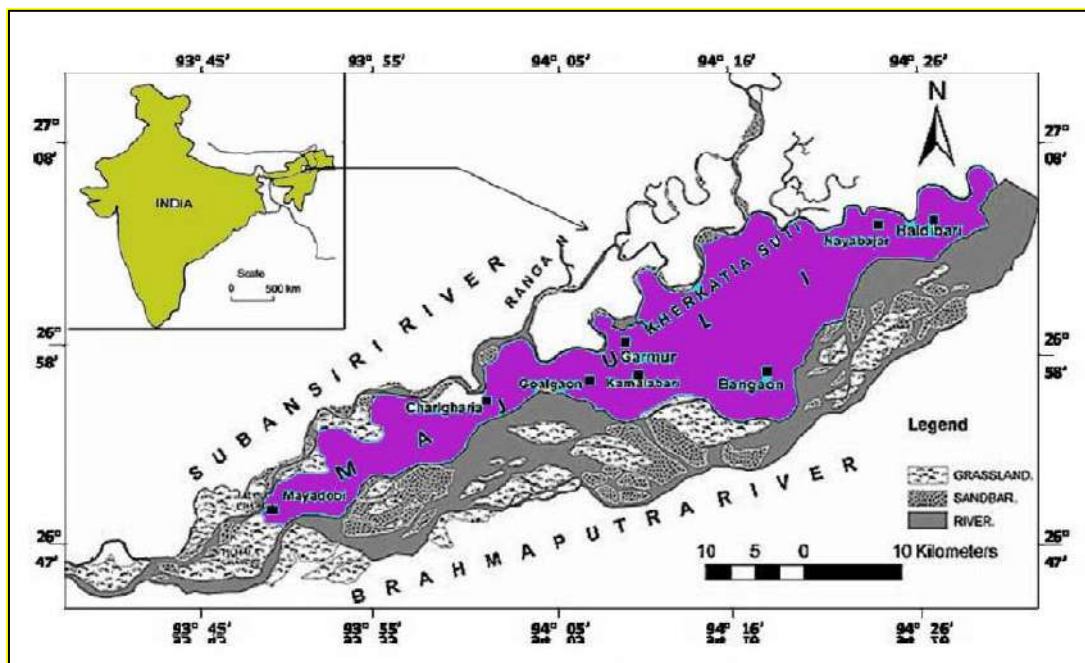 93° 45' 93° 55' 94° 05' 94° 16' 94° 26'
N
27° 08'
27° 08'
INDIA
Scale
0 500 km
SUBANSIRI RIVER
RANGA N
KHERKATIA SUTI
Nayabajar
Haldibari
26° 58'
26° 58'
Garmur
Goalgaon
Kamalabari
Bangaon
Charigharia
MAJULI
Mayadobi
BRAHMAPUTRA RIVER
Legend
GRASSLAND.
SANDBAR.
RIVER.
26° 47'
26° 47'
10 5 0 10 Kilometers
93° 45' 94° 05' 94° 16' 94° 26'